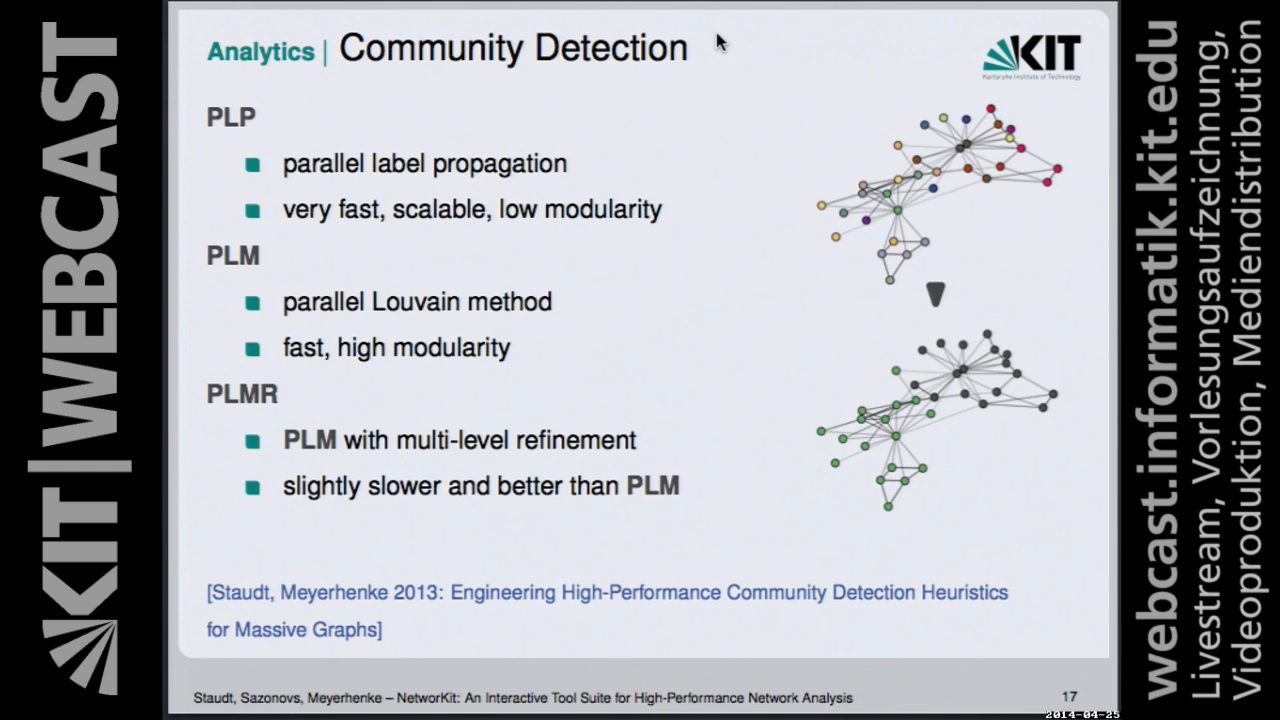 KIT | WEBCAST
Analytics | Community Detection
KIT
Karlsruhe Institute of Technology
PLP
parallel label propagation
very fast, scalable, low modularity
PLM
parallel Louvain method
fast, high modularity
PLMR
PLM with multi-level refinement
slightly slower and better than PLM
[Staudt, Meyerhenke 2013: Engineering High-Performance Community Detection Heuristics
for Massive Graphs]
Staudt, Sazonovs, Meyerhenke – NetworKit: An Interactive Tool Suite for High-Performance Network Analysis
17
2014-04-25
webcast.informatik.kit.edu
Livestream, Vorlesungsaufzeichnung,
Videoproduktion, Mediendistribution